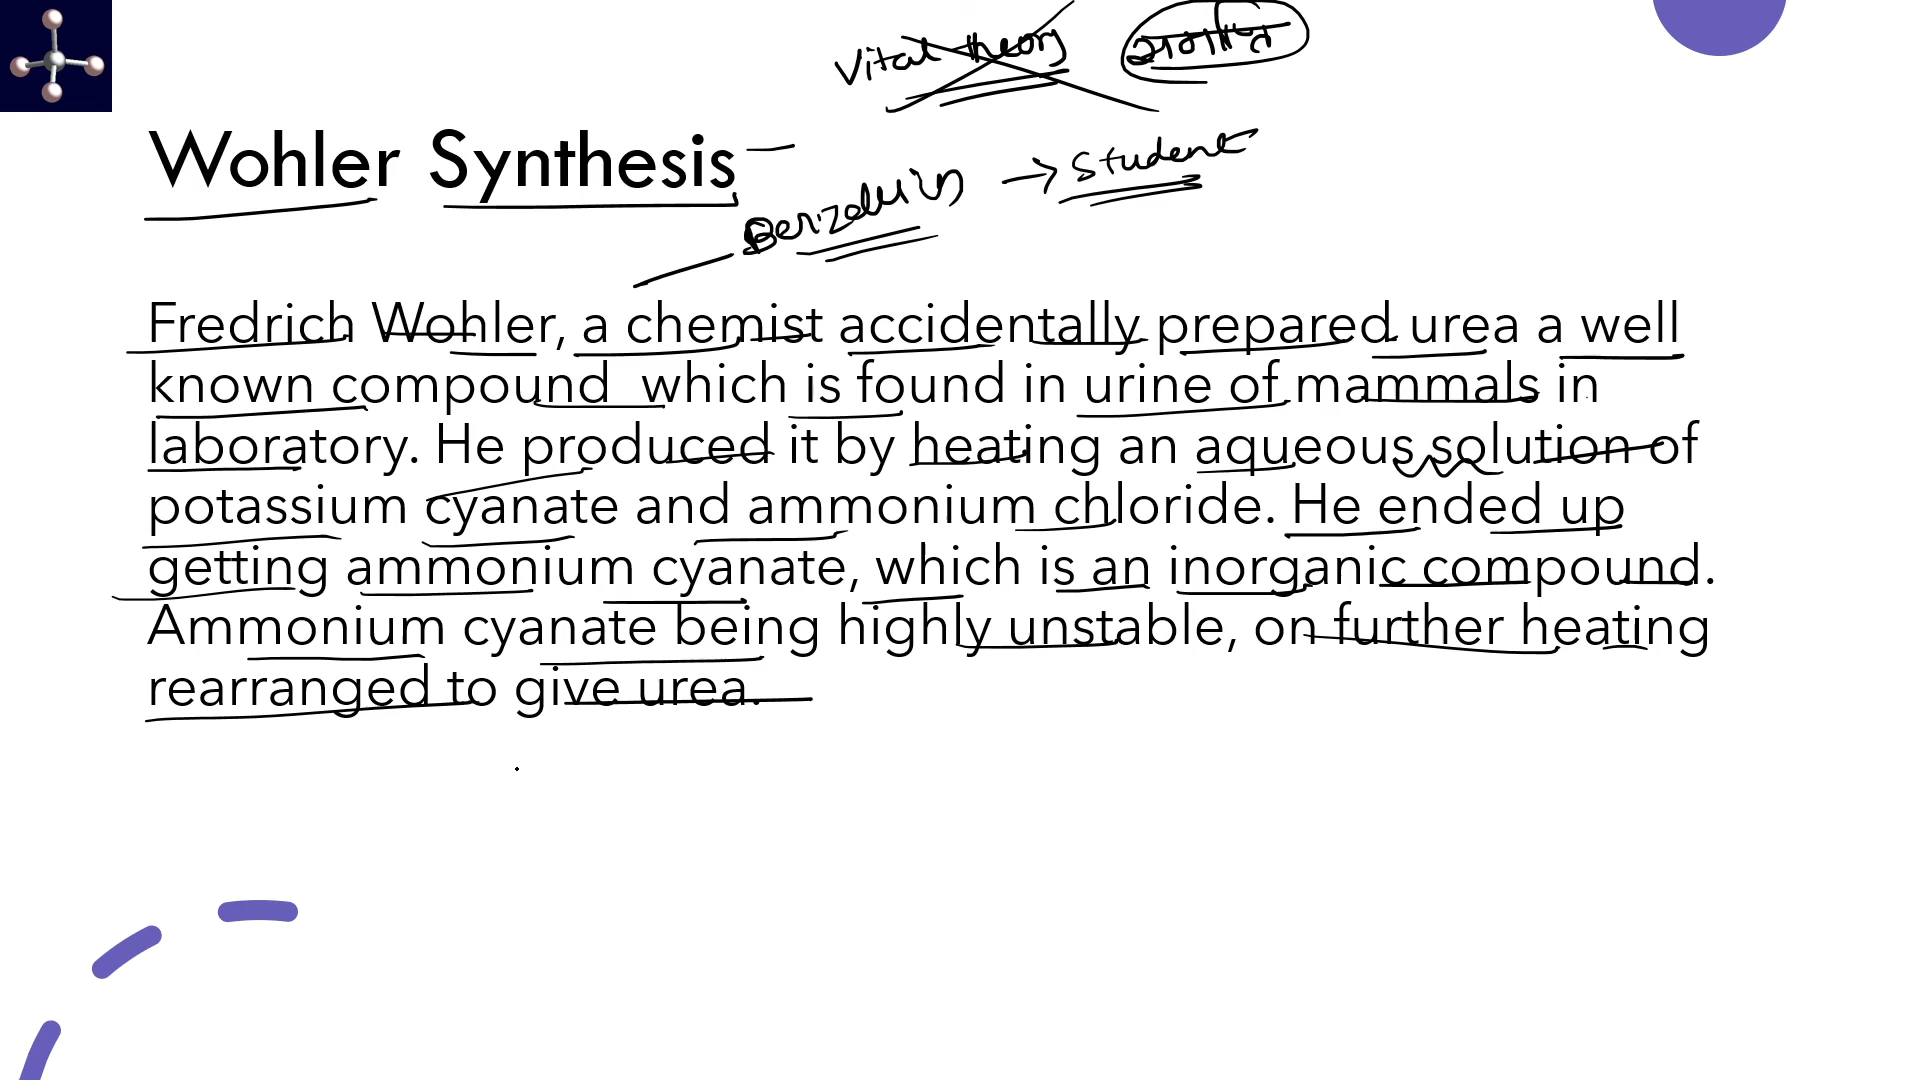 Vital theory
Student
Wohler Synthesis
Fredrich Wohler, a chemist accidentally prepared urea a well
known compound which is found in urine of mammals in
laboratory. He produced it by heating an aqueous solution of
potassium cyanate and ammonium chloride. He ended up
getting ammonium cyanate, which is an inorganic compound.
Ammonium cyanate being highly unstable, on further heating
rearranged to give urea.